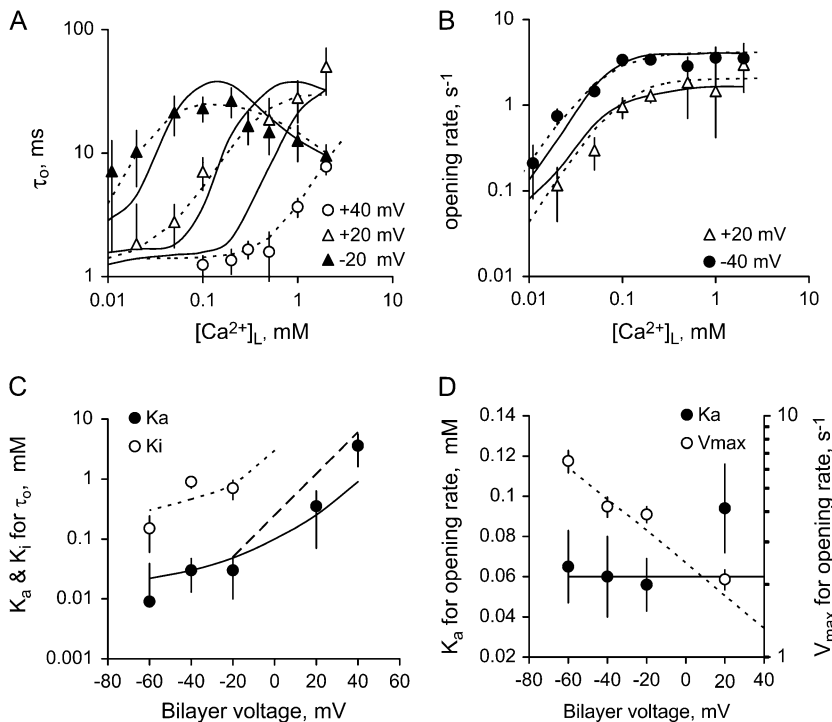 A
100
10
1
τo, ms
0.01 0.1 1 10
[Ca2+]L, mM
+40 mV
+20 mV
-20 mV
B
10
1
0.1
0.01
opening rate, s-1
0.01 0.1 1 10
[Ca2+]L, mM
+20 mV
-40 mV
C
10
1
0.1
0.01
0.001
Ka & Ki for τo, mM
-80 -60 -40 -20 0 20 40 60
Bilayer voltage, mV
Ka
Ki
D
0.14
0.12
0.1
0.08
0.06
0.04
0.02
Ka for opening rate, mM
-80 -60 -40 -20 0 20 40
Bilayer voltage, mV
Ka
Vmax
10
1
Vmax for opening rate, s-1